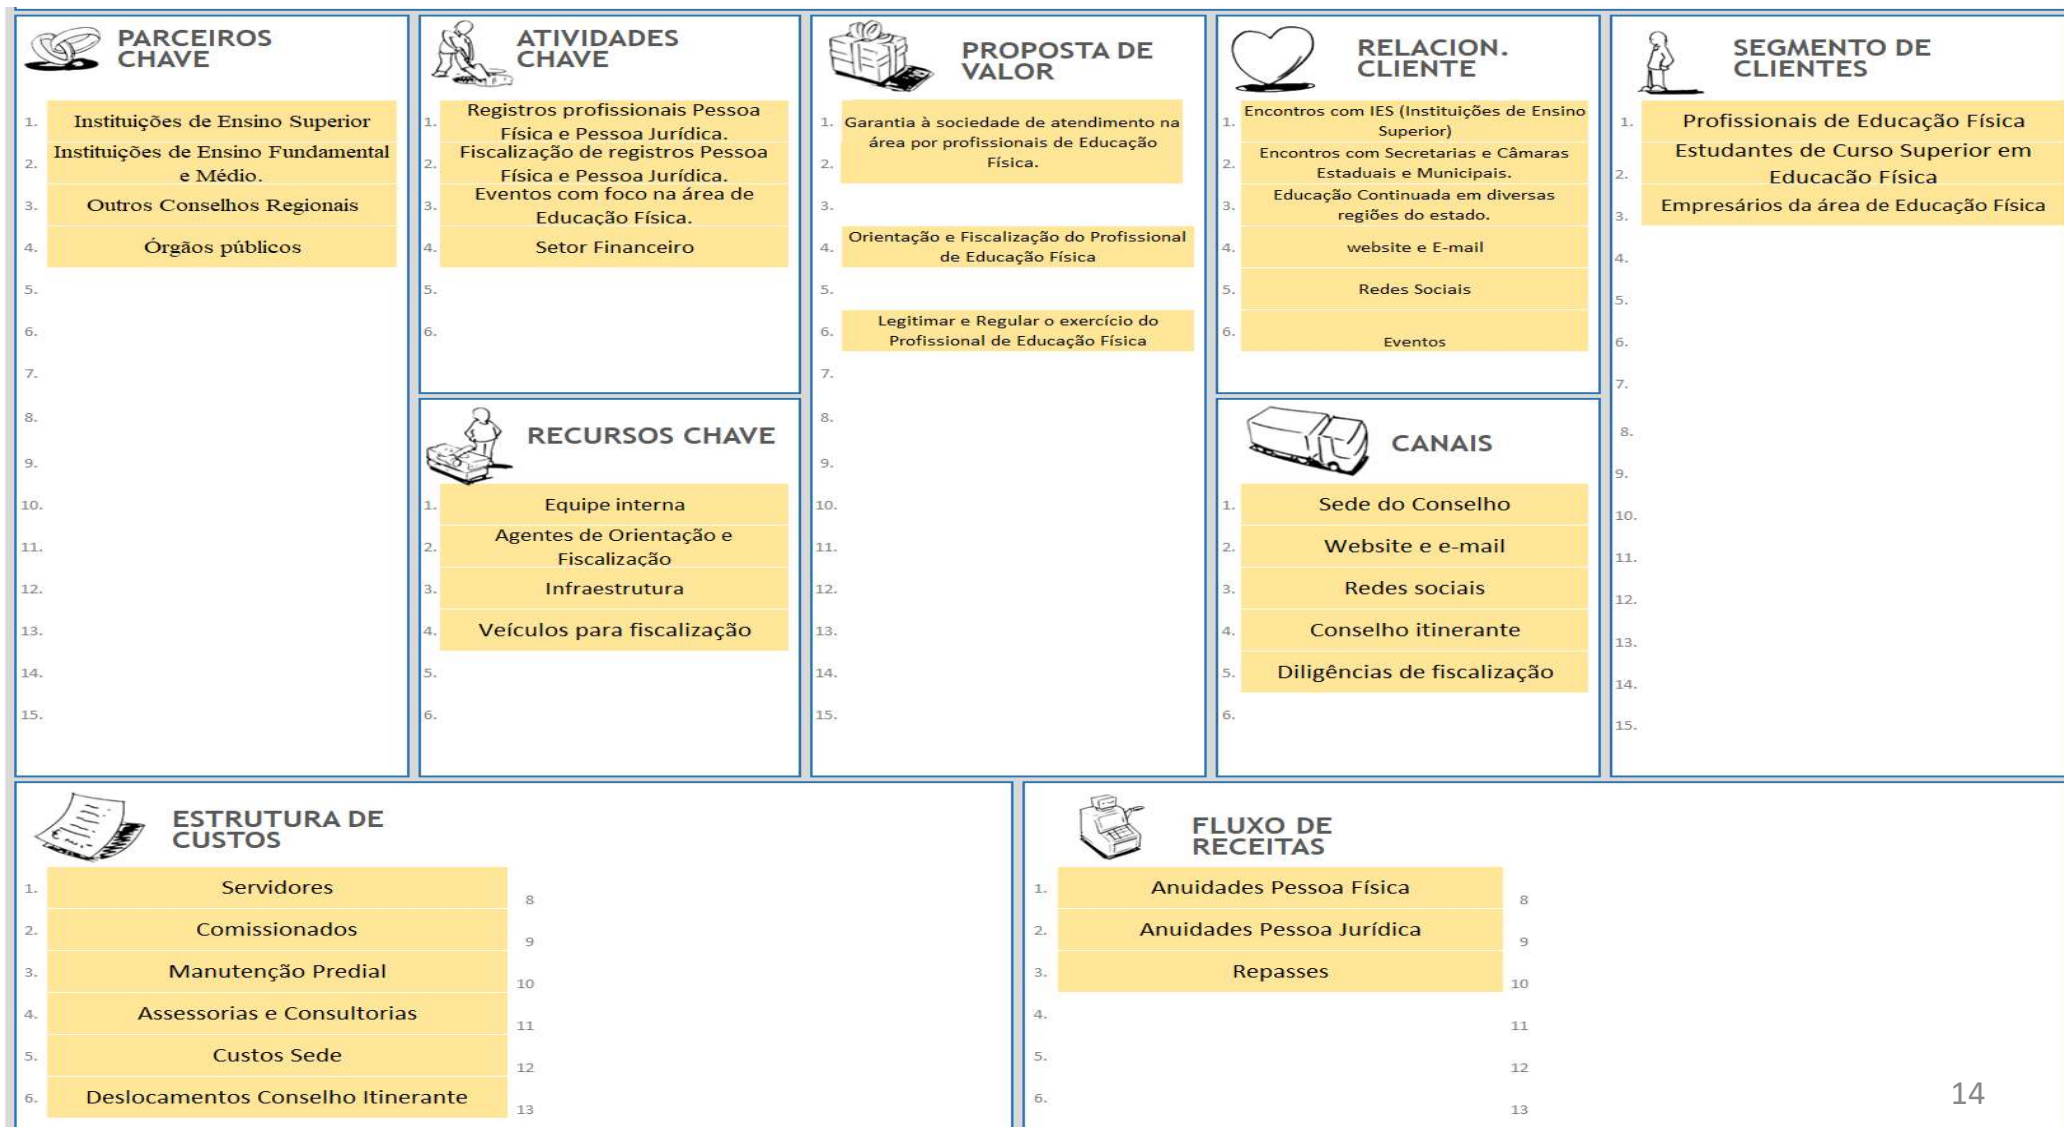 PARCEIROS
CHAVE
1. Instituições de Ensino Superior
2. Instituições de Ensino Fundamental
e Médio.
3. Outros Conselhos Regionais
4. Órgãos públicos
5.
6.
7.
8.
9.
10.
11.
12.
13.
14.
15.
ATIVIDADES
CHAVE
1. Registros profissionais Pessoa
Física e Pessoa Jurídica.
2. Fiscalização de registros Pessoa
Física e Pessoa Jurídica.
3. Eventos com foco na área de
Educação Física.
4. Setor Financeiro
5.
6.
RECURSOS CHAVE
1. Equipe interna
2. Agentes de Orientação e
Fiscalização
3. Infraestrutura
4. Veículos para fiscalização
5.
6.
PROPOSTA DE
VALOR
1. Garantia à sociedade de atendimento na
área por profissionais de Educação
2. Física.
3.
4. Orientação e Fiscalização do Profissional
de Educação Física
5.
6. Legitimar e Regular o exercício do
Profissional de Educação Física
7.
8.
9.
10.
11.
12.
13.
14.
15.
RELACION.
CLIENTE
1. Encontros com IES (Instituições de Ensino
Superior)
2. Encontros com Secretarias e Câmaras
Estaduais e Municipais.
3. Educação Continuada em diversas
regiões do estado.
4. website e E-mail
5. Redes Sociais
6. Eventos
CANAIS
1. Sede do Conselho
2. Website e e-mail
3. Redes sociais
4. Conselho itinerante
5. Diligências de fiscalização
6.
SEGMENTO DE
CLIENTES
1. Profissionais de Educação Física
2. Estudantes de Curso Superior em
Educacão Física
3. Empresários da área de Educação Física
4.
5.
6.
7.
8.
9.
10.
11.
12.
13.
14.
15.
ESTRUTURA DE
CUSTOS
1. Servidores
2. Comissionados
3. Manutenção Predial
4. Assessorias e Consultorias
5. Custos Sede
6. Deslocamentos Conselho Itinerante
8
9
10
11
12
13
FLUXO DE
RECEITAS
1. Anuidades Pessoa Física
2. Anuidades Pessoa Jurídica
3. Repasses
4.
5.
6.
8
9
10
11
12
13
14